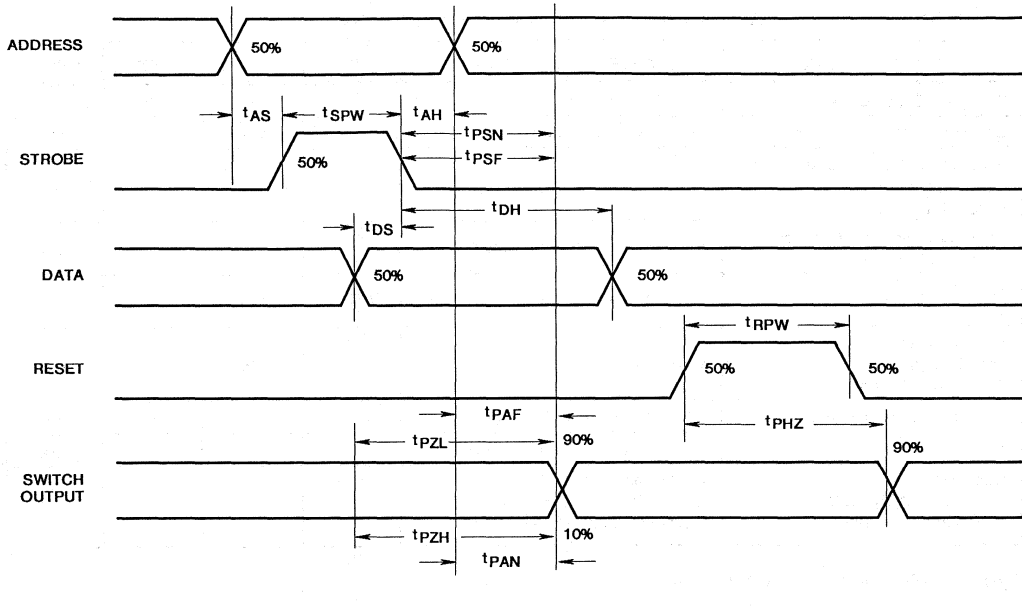 ADDRESS
50%
50%
tAS
tSPW
tAH
tPSN
STROBE
50%
tPSF
tDH
tDS
DATA
50%
50%
tRPW
RESET
50%
50%
tPAF
tPHZ
tPZL
90%
90%
SWITCH
OUTPUT
tPZH
10%
tPAN